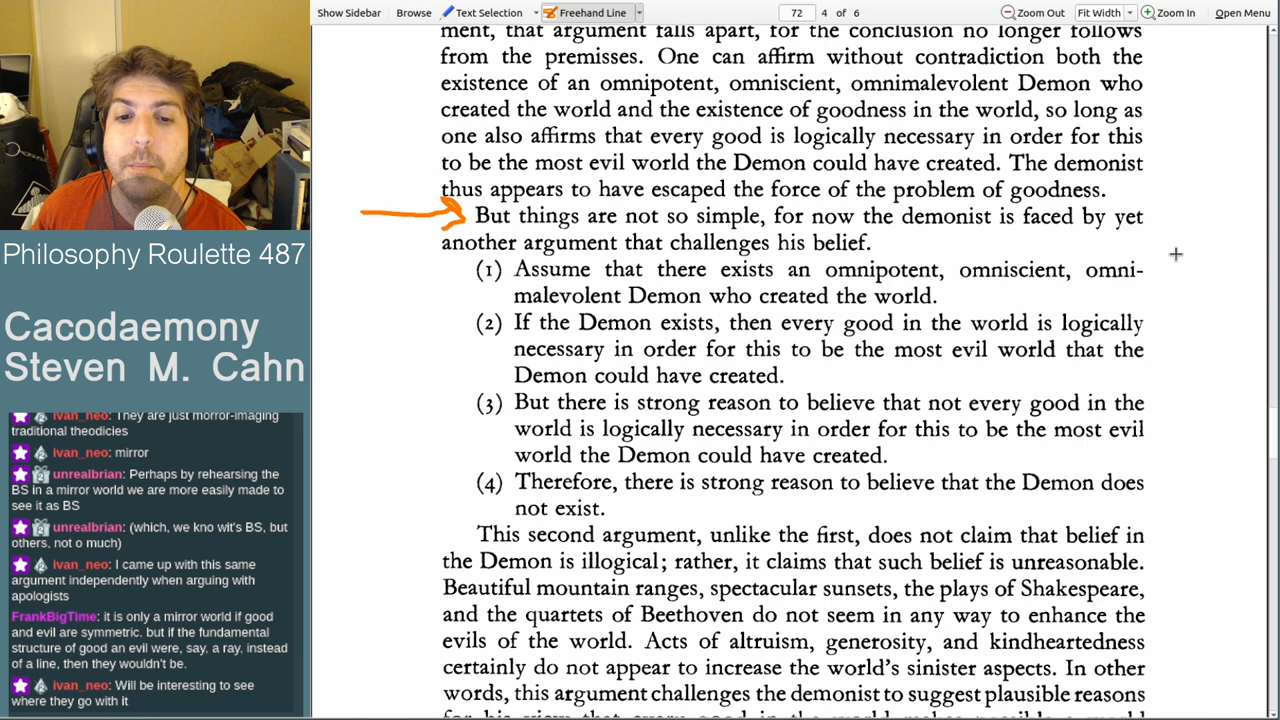 Show Sidebar Browse Text Selection Freehand Line 72 4 of 6 Zoom Out Fit Width Zoom In Open Menu
ment, that argument falls apart, for the conclusion no longer follows
from the premisses. One can affirm without contradiction both the
existence of an omnipotent, omniscient, omnimalevolent Demon who
created the world and the existence of goodness in the world, so long as
one also affirms that every good is logically necessary in order for this
to be the most evil world the Demon could have created. The demonist
thus appears to have escaped the force of the problem of goodness.
But things are not so simple, for now the demonist is faced by yet
another argument that challenges his belief.
(1) Assume that there exists an omnipotent, omniscient, omni-
malevolent Demon who created the world.
(2) If the Demon exists, then every good in the world is logically
necessary in order for this to be the most evil world that the
Demon could have created.
(3) But there is strong reason to believe that not every good in the
world is logically necessary in order for this to be the most evil
world the Demon could have created.
(4) Therefore, there is strong reason to believe that the Demon does
not exist.
This second argument, unlike the first, does not claim that belief in
the Demon is illogical; rather, it claims that such belief is unreasonable.
Beautiful mountain ranges, spectacular sunsets, the plays of Shakespeare,
and the quartets of Beethoven do not seem in any way to enhance the
evils of the world. Acts of altruism, generosity, and kindheartedness
certainly do not appear to increase the world's sinister aspects. In other
words, this argument challenges the demonist to suggest plausible reasons
Philosophy Roulette 487
Cacodaemony
Steven M. Cahn
ivan_neo: They are just morror-imaging
traditional theodicies
ivan_neo: mirror
unrealbrian: Perhaps by rehearsing the
BS in a mirror world we are more easily made to
see it as BS
unrealbrian: (which, we kno wit's BS, but
others, not o much)
ivan_neo: I came up with this same
argument independently when arguing with
apologists
FrankBigTime: it is only a mirror world if good
and evil are symmetric. but if the fundamental
structure of good an evil were, say, a ray, instead
of a line, then they wouldn't be.
ivan_neo: Will be interesting to see
where they go with it